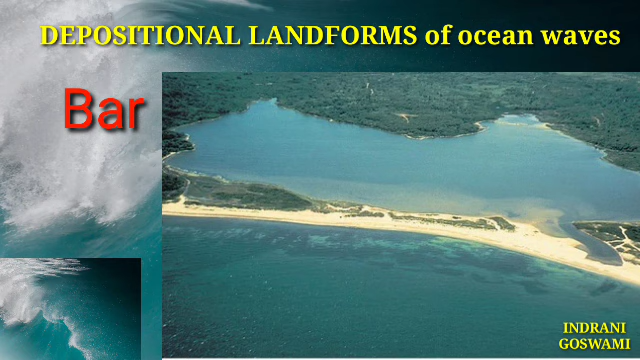 DEPOSITIONAL LANDFORMS of ocean waves
Bar
INDRANI
GOSWAMI